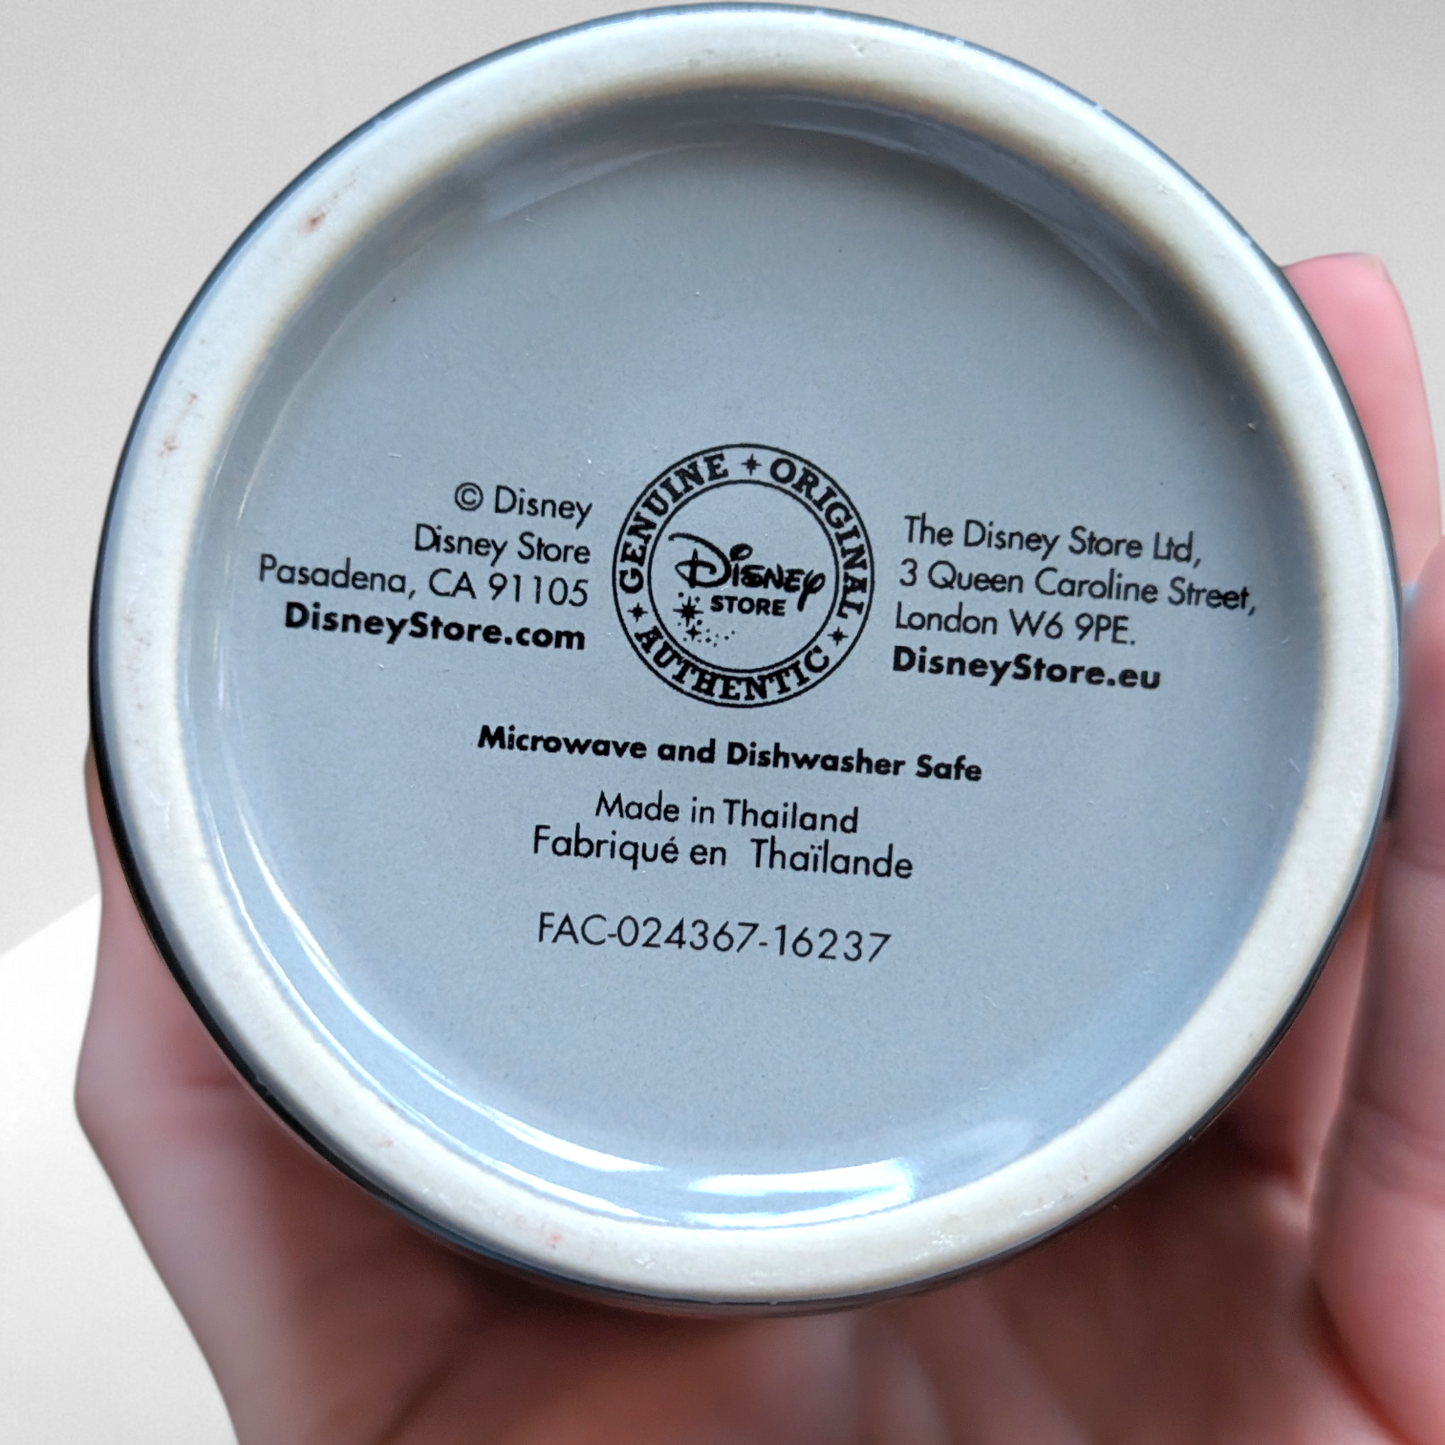 © Disney
Disney Store
Pasadena, CA 91105
DisneyStore.com
GENUINE ORIGINAL AUTHENTIC
Disney
STORE
The Disney Store Ltd,
3 Queen Caroline Street,
London W6 9PE.
DisneyStore.eu
Microwave and Dishwasher Safe
Made in Thailand
Fabriqué en Thaïlande
FAC-024367-16237